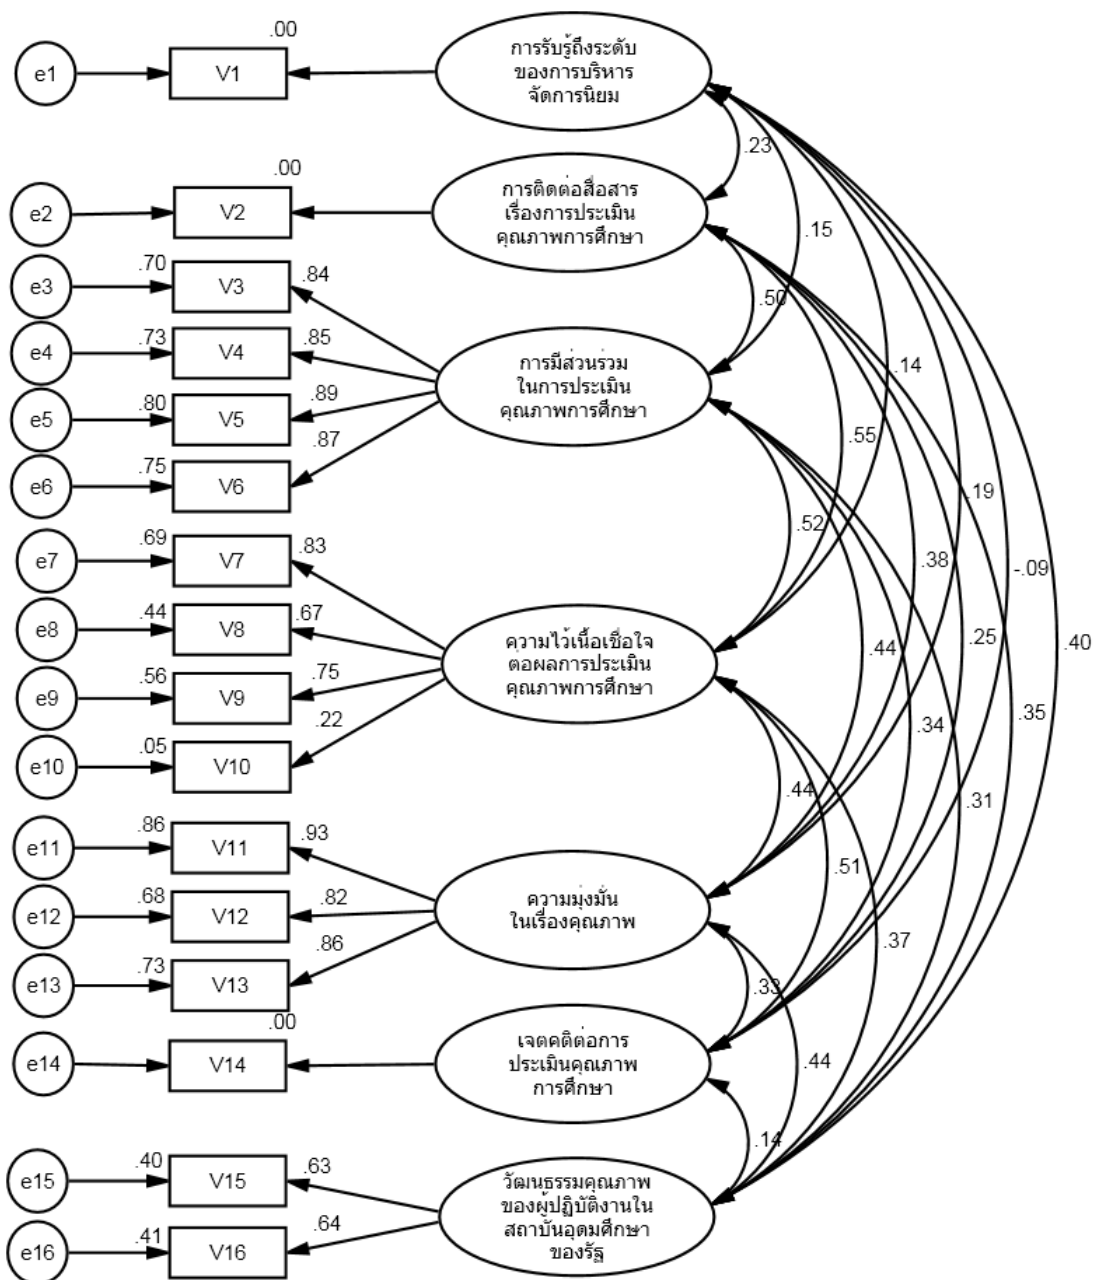 .00
e1
V1
การรับรู้ถึงระดับ
ของการบริหาร
จัดการนิยม
.23
.00
e2
V2
การติดต่อสื่อสาร
เรื่องการประเมิน
คุณภาพการศึกษา
.15
.50
e3
.70
V3
.84
e4
.73
V4
.85
การมีส่วนร่วม
ในการประเมิน
คุณภาพการศึกษา
.14
e5
.80
V5
.89
e6
.75
V6
.87
.55
.52
.19
.38
-.09
e7
.69
V7
.83
e8
.44
V8
.67
ความไว้เนื้อเชื่อใจ
ต่อผลการประเมิน
คุณภาพการศึกษา
.44
.25
.40
e9
.56
V9
.75
.34
.35
e10
.05
V10
.22
.44
.31
e11
.86
V11
.93
.51
e12
.68
V12
.82
ความมุ่งมั่น
ในเรื่องคุณภาพ
.37
e13
.73
V13
.86
.33
.00
e14
V14
เจตคติต่อการ
ประเมินคุณภาพ
การศึกษา
.44
.14
e15
.40
V15
.63
วัฒนธรรมคุณภาพ
ของผู้ปฏิบัติงานใน
สถาบันอุดมศึกษา
ของรัฐ
e16
.41
V16
.64